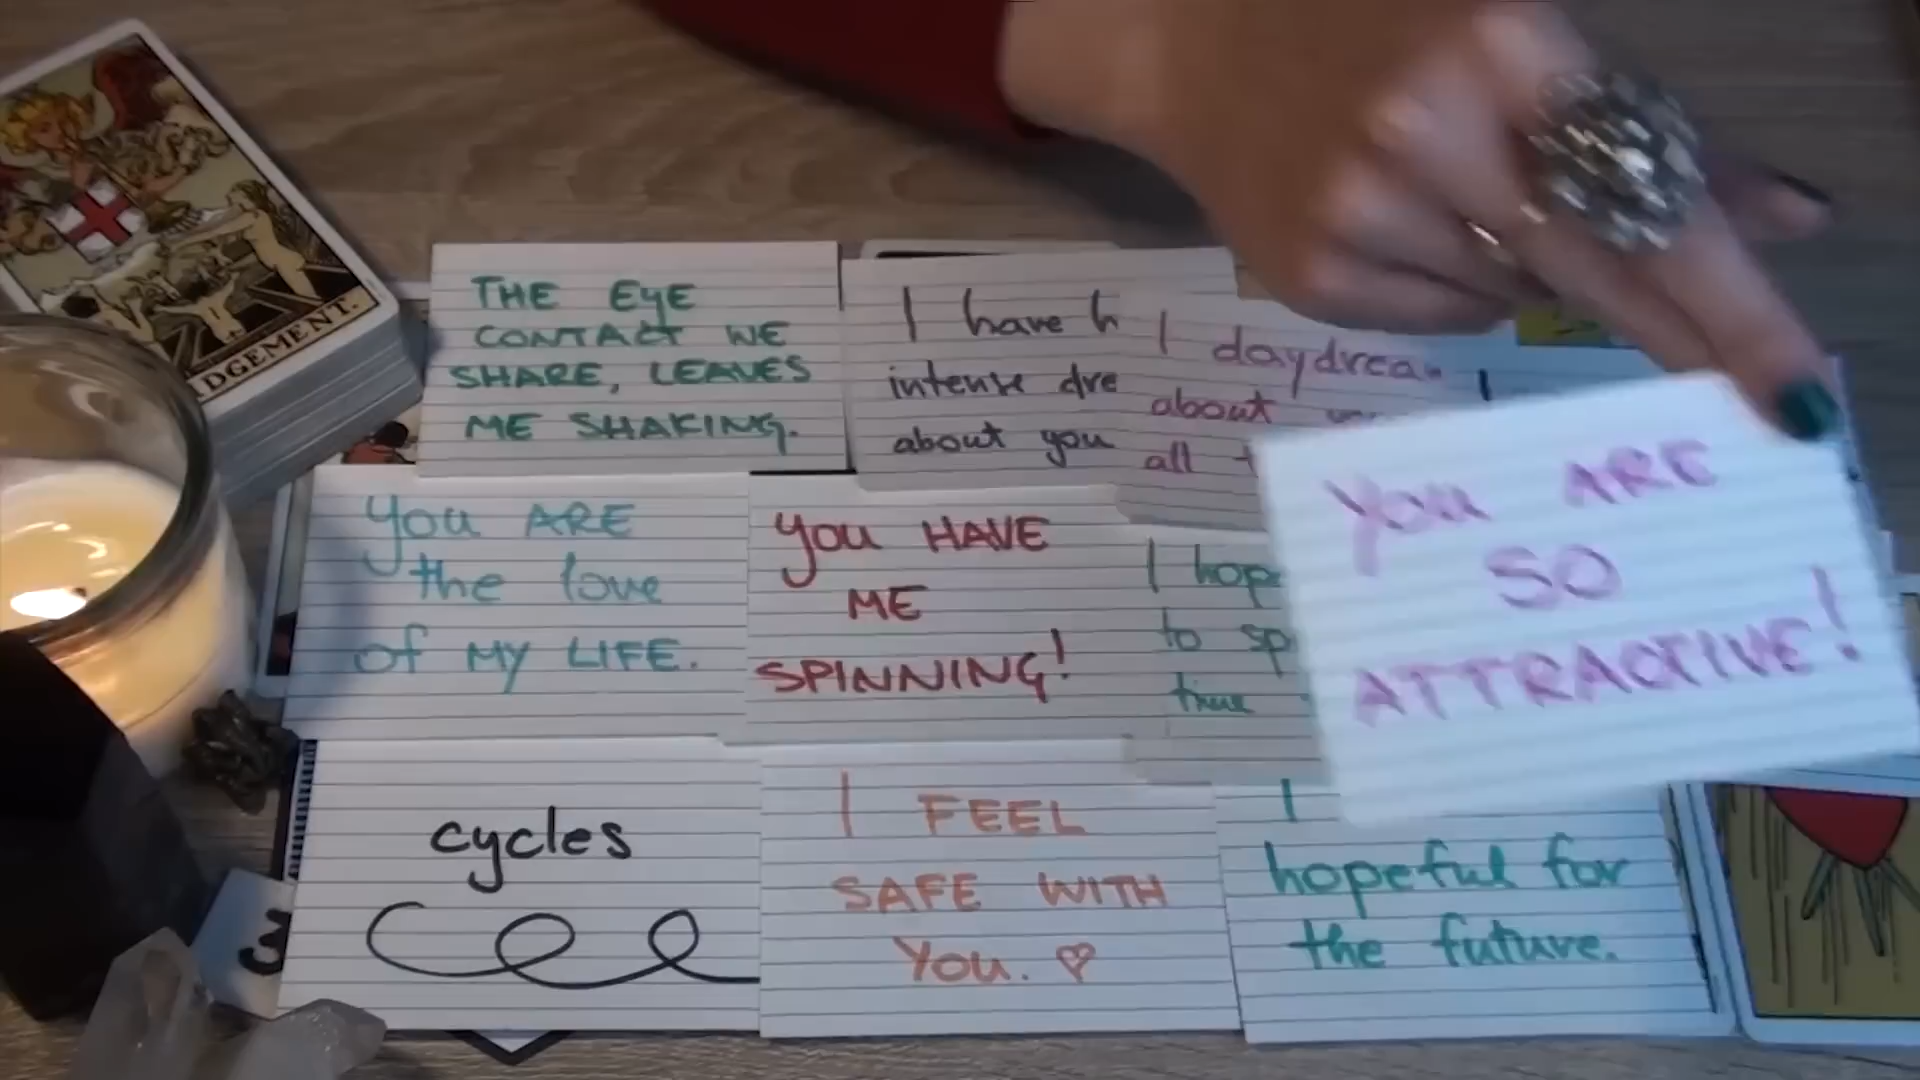 JUDGEMENT.
THE EYE
CONTACT WE
SHARE, LEAVES
ME SHAKING.
I have
intense
about you
I daydream
about
all
YOU ARE
the love
of MY LIFE.
YOU HAVE
ME
SPINNING!
I hope
to
time
YOU ARE
SO
ATTRACTIVE!
cycles
I FEEL
SAFE WITH
YOU. ♡
I
hopeful for
the future.